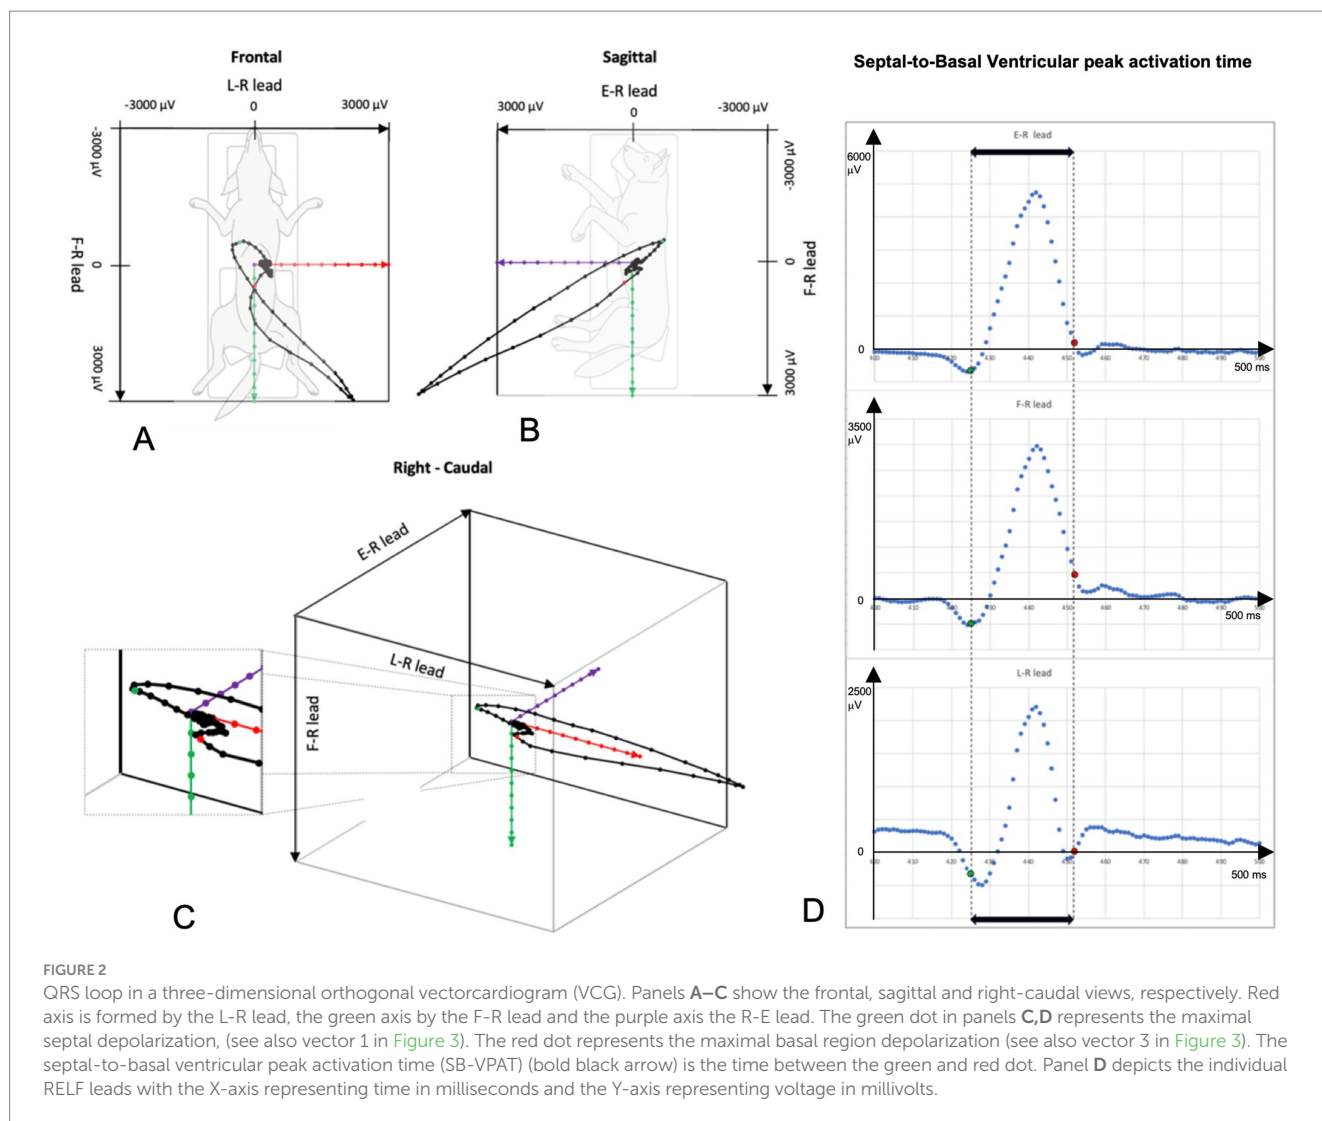 Frontal
L-R lead
-3000 µV
0
3000 µV
-3000 µV
0
3000 µV
F-R lead
A
Sagittal
E-R lead
3000 µV
0
-3000 µV
-3000 µV
0
3000 µV
F-R lead
B
Right - Caudal
E-R lead
L-R lead
F-R lead
C
Septal-to-Basal Ventricular peak activation time
E-R lead
6000
µV
0
500 ms
F-R lead
3500
µV
0
500 ms
L-R lead
2500
µV
0
500 ms
D
FIGURE 2
QRS loop in a three-dimensional orthogonal vectorcardiogram (VCG). Panels A–C show the frontal, sagittal and right-caudal views, respectively. Red
axis is formed by the L-R lead, the green axis by the F-R lead and the purple axis the R-E lead. The green dot in panels C,D represents the maximal
septal depolarization, (see also vector 1 in Figure 3). The red dot represents the maximal basal region depolarization (see also vector 3 in Figure 3). The
septal-to-basal ventricular peak activation time (SB-VPAT) (bold black arrow) is the time between the green and red dot. Panel D depicts the individual
RELF leads with the X-axis representing time in milliseconds and the Y-axis representing voltage in millivolts.